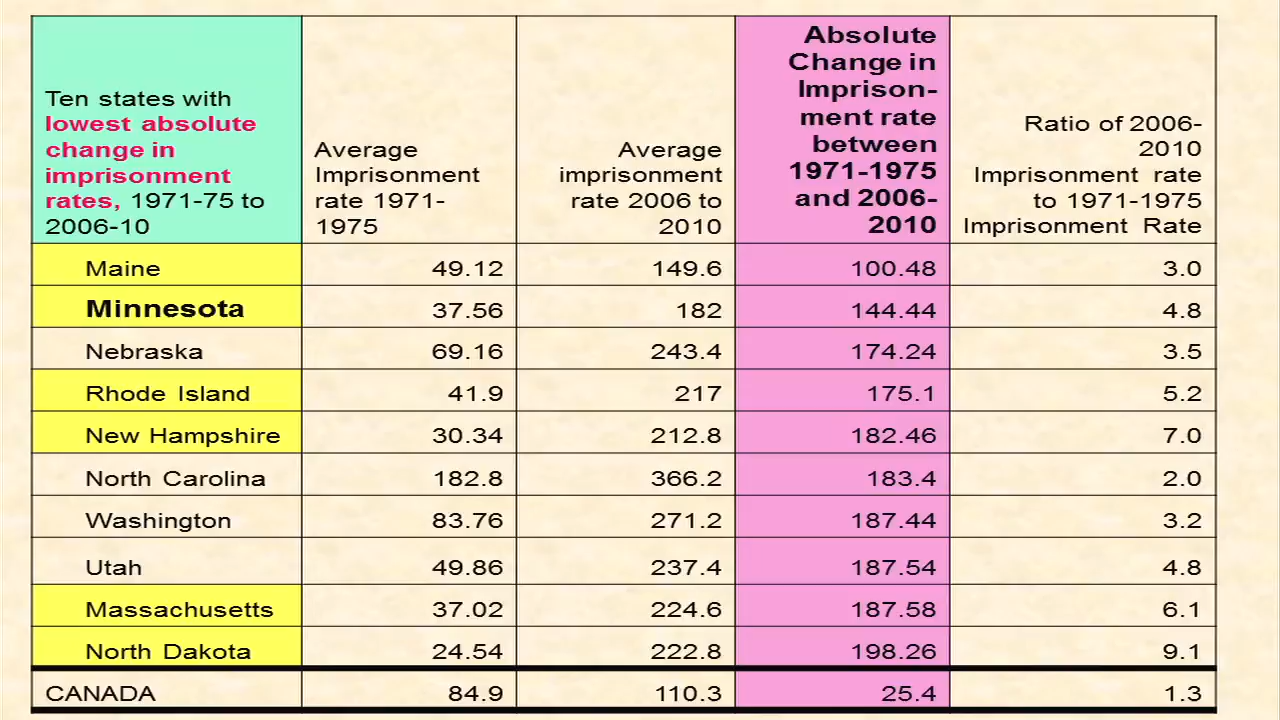 Ten states with
lowest absolute
change in
imprisonment
rates, 1971-75 to
2006-10
Average
Imprisonment
rate 1971-
1975
Average
imprisonment
rate 2006 to
2010
Absolute
Change in
Imprison-
ment rate
between
1971-1975
and 2006-
2010
Ratio of 2006-
2010
Imprisonment rate
to 1971-1975
Imprisonment Rate
Maine 49.12 149.6 100.48 3.0
Minnesota 37.56 182 144.44 4.8
Nebraska 69.16 243.4 174.24 3.5
Rhode Island 41.9 217 175.1 5.2
New Hampshire 30.34 212.8 182.46 7.0
North Carolina 182.8 366.2 183.4 2.0
Washington 83.76 271.2 187.44 3.2
Utah 49.86 237.4 187.54 4.8
Massachusetts 37.02 224.6 187.58 6.1
North Dakota 24.54 222.8 198.26 9.1
CANADA 84.9 110.3 25.4 1.3